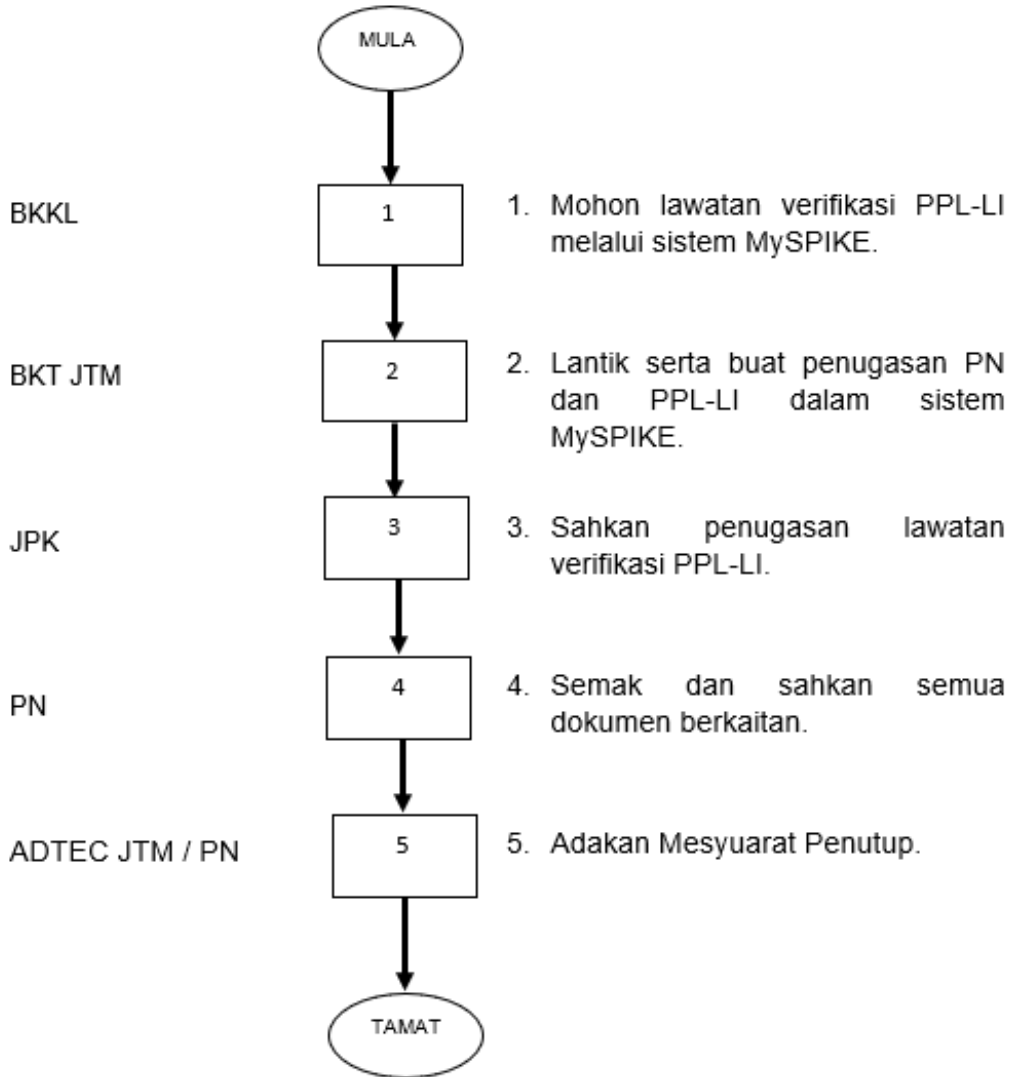 MULA
BKKL
1
1. Mohon lawatan verifikasi PPL-LI
melalui sistem MySPIKE.
BKT JTM
2
2. Lantik serta buat penugasan PN
dan PPL-LI dalam sistem
MySPIKE.
JPK
3
3. Sahkan penugasan lawatan
verifikasi PPL-LI.
PN
4
4. Semak dan sahkan semua
dokumen berkaitan.
ADTEC JTM / PN
5
5. Adakan Mesyuarat Penutup.
TAMAT